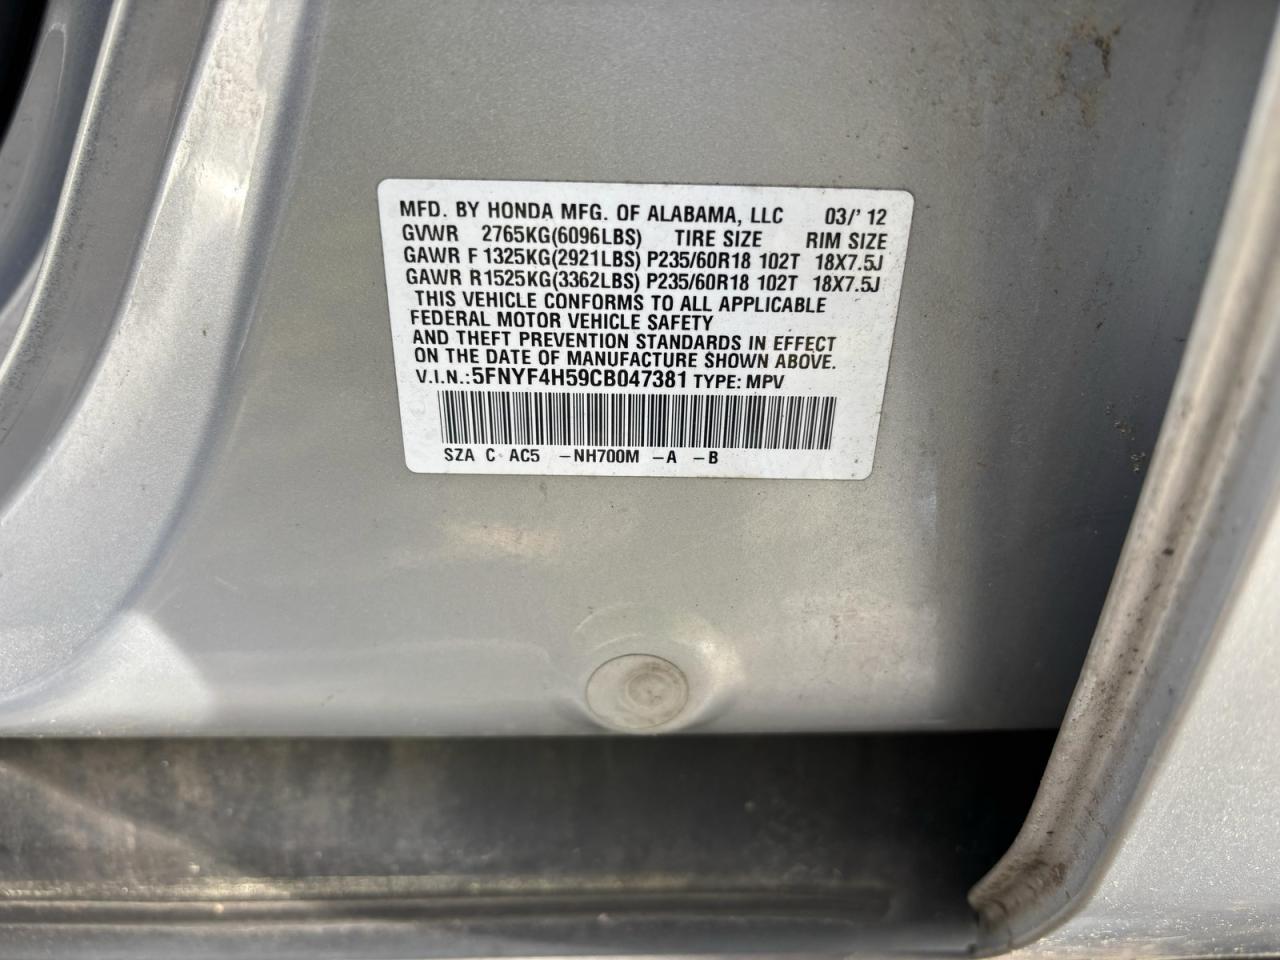 MFD. BY HONDA MFG. OF ALABAMA, LLC 03/' 12
GVWR 2765KG(6096LBS) TIRE SIZE RIM SIZE
GAWR F 1325KG(2921LBS) P235/60R18 102T 18X7.5J
GAWR R1525KG(3362LBS) P235/60R18 102T 18X7.5J
THIS VEHICLE CONFORMS TO ALL APPLICABLE
FEDERAL MOTOR VEHICLE SAFETY
AND THEFT PREVENTION STANDARDS IN EFFECT
ON THE DATE OF MANUFACTURE SHOWN ABOVE.
V.I.N.:5FNYF4H59CB047381 TYPE: MPV
SZA C AC5 -NH700M -A -B